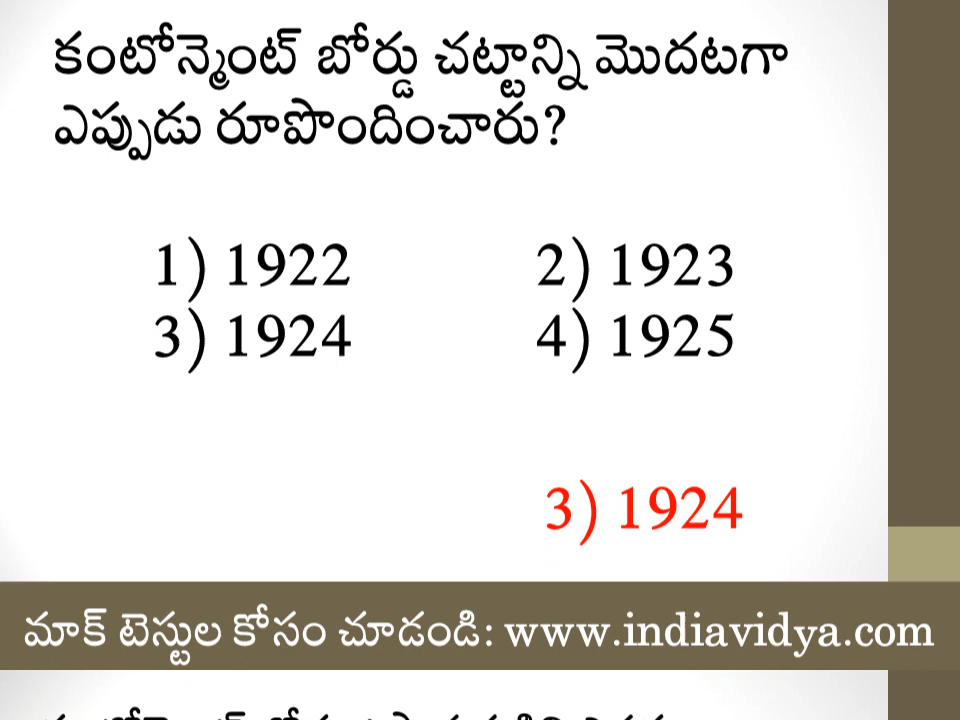 కంటోన్మెంట్ బోర్డు చట్టాన్ని మొదటగా
ఎప్పుడు రూపొందించారు?
1) 1922 2) 1923
3) 1924 4) 1925
3) 1924
మాక్ టెస్టుల కోసం చూడండి: www.indiavidya.com